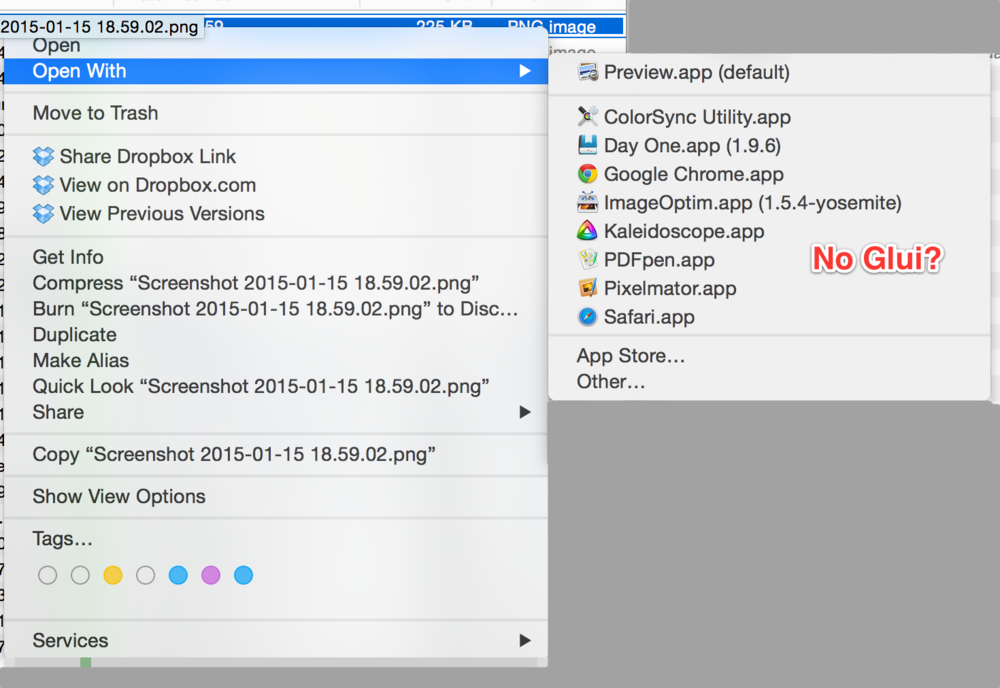 2015-01-15 18.59.02.png
59
225 KB
PNG image
image
Open
Open With
Move to Trash
Share Dropbox Link
View on Dropbox.com
View Previous Versions
Get Info
Compress “Screenshot 2015-01-15 18.59.02.png”
Burn “Screenshot 2015-01-15 18.59.02.png” to Disc…
Duplicate
Make Alias
Quick Look “Screenshot 2015-01-15 18.59.02.png”
Share
Copy “Screenshot 2015-01-15 18.59.02.png”
Show View Options
Tags…
Services
Preview.app (default)
ColorSync Utility.app
Day One.app (1.9.6)
Google Chrome.app
ImageOptim.app (1.5.4-yosemite)
Kaleidoscope.app
PDFpen.app
Pixelmator.app
Safari.app
App Store…
Other…
No Glui?